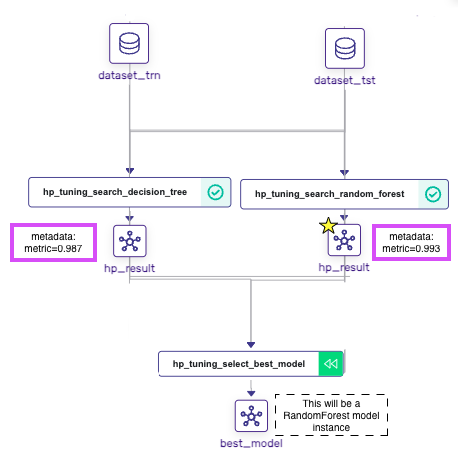 dataset_trn
dataset_tst
hp_tuning_search_decision_tree
hp_tuning_search_random_forest
metadata:
metric=0.987
metadata:
metric=0.993
hp_result
hp_result
hp_tuning_select_best_model
This will be a
RandomForest model
instance
best_model